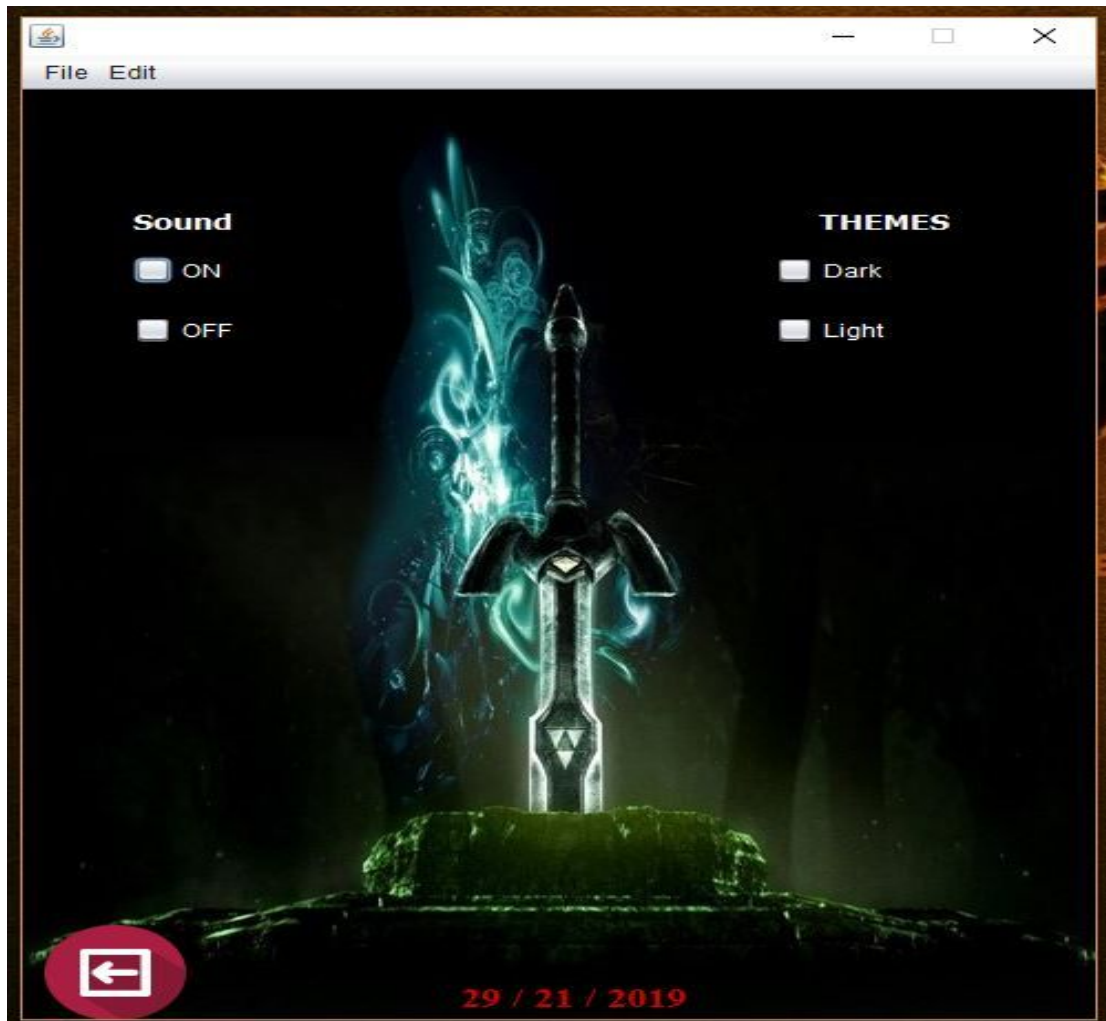 File Edit
Sound
THEMES
ON
Dark
OFF
Light
29 / 21 / 2019